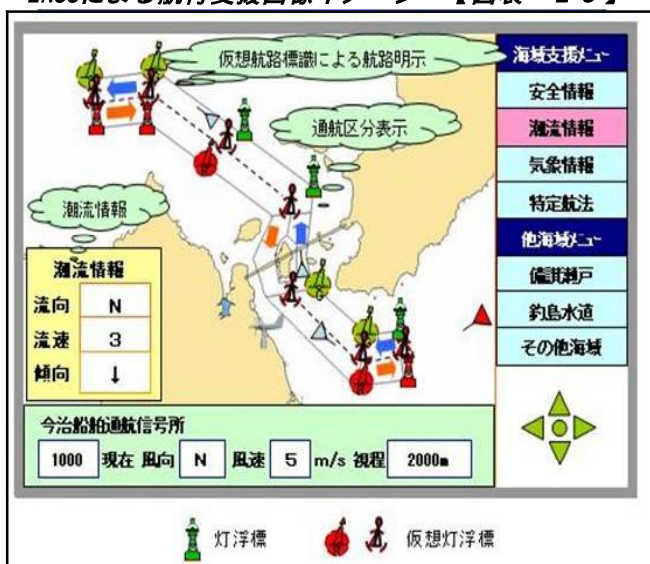 仮想航路標識による航路明示
通航区分表示
潮流情報
潮流情報
流向 N
流速 3
傾向 ↓
今治船舶通航信号所
1000 現在 風向 N 風速 5 m/s 視程 2000m
海域支援メニュー
安全情報
潮流情報
気象情報
特定航法
他海域メニュー
備讃瀬戸
釣島水道
その他海域
灯浮標 仮想灯浮標